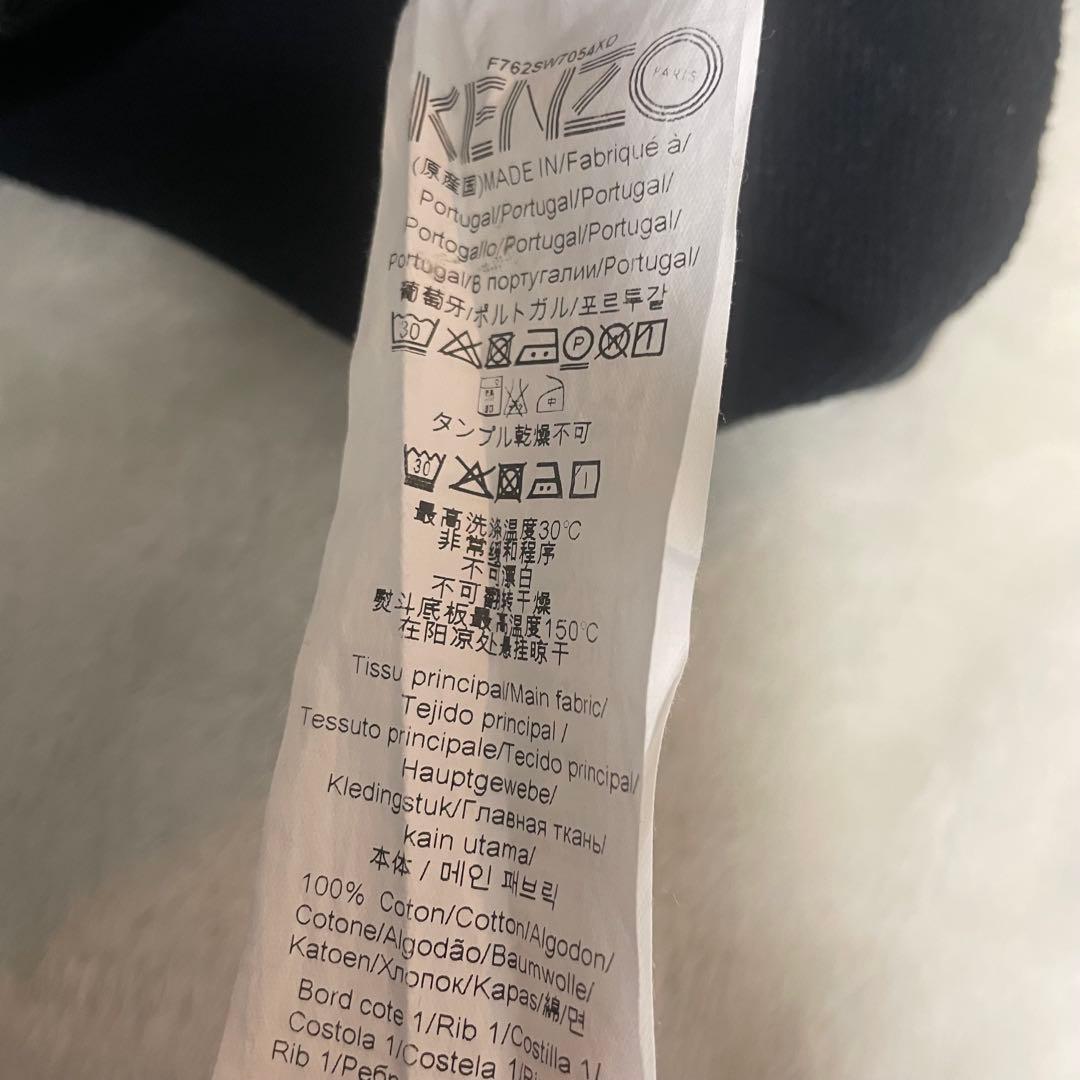 F762SW7054XD
KENZO PARIS
(原産国)MADE IN/Fabriqué à/
Portugal/Portugal/Portugal/
Portogallo/Portugal/Portugal/
Portugal/в португалии/Portugal/
葡萄牙/ポルトガル/포르투갈
30 P
中
タンブル乾燥不可
30
最高洗涤温度30°C
非常缓和程序
不可漂白
不可翻转干燥
熨斗底板最高温度150°C
在阳凉处悬挂晾干
Tissu principal/Main fabric/
Tejido principal /
Tessuto principale/Tecido principal/
Hauptgewebe/
Kledingstuk/Главная ткань/
kain utama/
本体 / 메인 패브릭
100% Coton/Cotton/Algodon/
Cotone/Algodão/Baumwolle/
Katoen/Хлопок/Kapas/綿/면
Bord cote 1/Rib 1/Costilla 1/
Costola 1/Costela 1/
Rib 1/